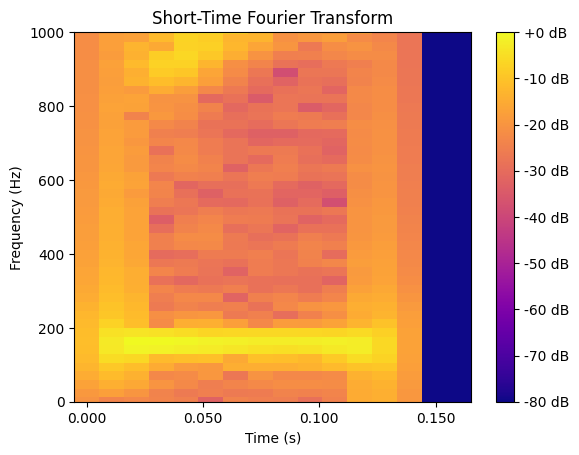 Short-Time Fourier Transform
1000
800
600
400
200
0
Frequency (Hz)
0.000
0.050
0.100
0.150
Time (s)
+0 dB
-10 dB
-20 dB
-30 dB
-40 dB
-50 dB
-60 dB
-70 dB
-80 dB